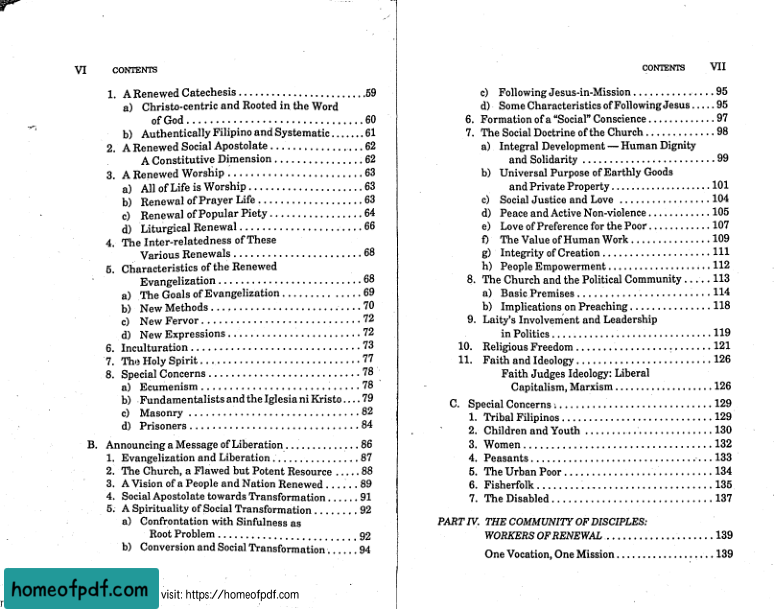 VI CONTENTS
1. A Renewed Catechesis ........................59
a) Christo-centric and Rooted in the Word
of God ................................. 60
b) Authentically Filipino and Systematic....... 61
2. A Renewed Social Apostolate .................. 62
A Constitutive Dimension ................. 62
3. A Renewed Worship .......................... 63
a) All of Life is Worship ...................... 63
b) Renewal of Prayer Life .................... 63
c) Renewal of Popular Piety .................. 64
d) Liturgical Renewal ........................ 66
4. The Inter-relatedness of These
Various Renewals ........................ 68
5. Characteristics of the Renewed
Evangelization ........................... 68
a) The Goals of Evangelization ............... 69
b) New Methods ............................ 70
c) New Fervor .............................. 72
d) New Expressions ......................... 72
6. Inculturation ................................ 73
7. The Holy Spirit .............................. 77
8. Special Concerns ............................ 78
a) Ecumenism .............................. 78
b) Fundamentalists and the Iglesia ni Kristo.... 79
c) Masonry ................................ 82
d) Prisoners ................................ 84
B. Announcing a Message of Liberation .............. 86
1. Evangelization and Liberation ................. 87
2. The Church, a Flawed but Potent Resource ..... 88
3. A Vision of a People and Nation Renewed ...... 89
4. Social Apostolate towards Transformation ...... 91
5. A Spirituality of Social Transformation ........ 92
a) Confrontation with Sinfulness as
Root Problem .......................... 92
b) Conversion and Social Transformation ...... 94
CONTENTS VII
c) Following Jesus-in-Mission ............... 95
d) Some Characteristics of Following Jesus ..... 95
6. Formation of a "Social" Conscience ............. 97
7. The Social Doctrine of the Church ............. 98
a) Integral Development — Human Dignity
and Solidarity ......................... 99
b) Universal Purpose of Earthly Goods
and Private Property ................... 101
c) Social Justice and Love .................. 104
d) Peace and Active Non-violence ............ 105
e) Love of Preference for the Poor ............ 107
f) The Value of Human Work ............... 109
g) Integrity of Creation ..................... 111
h) People Empowerment .................... 112
8. The Church and the Political Community ..... 113
a) Basic Premises .......................... 114
b) Implications on Preaching ................ 118
9. Laity's Involvement and Leadership
in Politics .............................. 119
10. Religious Freedom .......................... 121
11. Faith and Ideology .......................... 126
Faith Judges Ideology: Liberal
Capitalism, Marxism ................... 126
C. Special Concerns .............................. 129
1. Tribal Filipinos ............................. 129
2. Children and Youth ......................... 130
3. Women .................................... 132
4. Peasants ................................... 133
5. The Urban Poor ............................ 134
6. Fisherfolk .................................. 135
7. The Disabled ............................... 137
PART IV. THE COMMUNITY OF DISCIPLES:
WORKERS OF RENEWAL .................... 139
One Vocation, One Mission ................... 139
homeofpdf.com
visit: https://homeofpdf.com